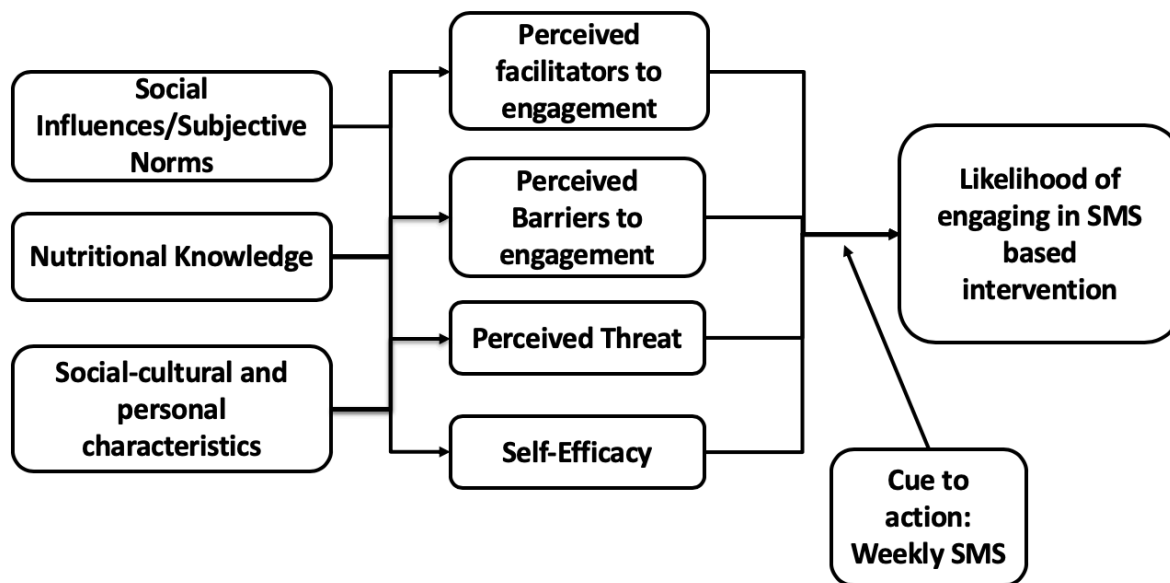 Social
Influences/Subjective
Norms
Nutritional Knowledge
Social-cultural and
personal
characteristics
Perceived
facilitators to
engagement
Perceived
Barriers to
engagement
Perceived Threat
Self-Efficacy
Likelihood of
engaging in SMS
based
intervention
Cue to
action:
Weekly SMS